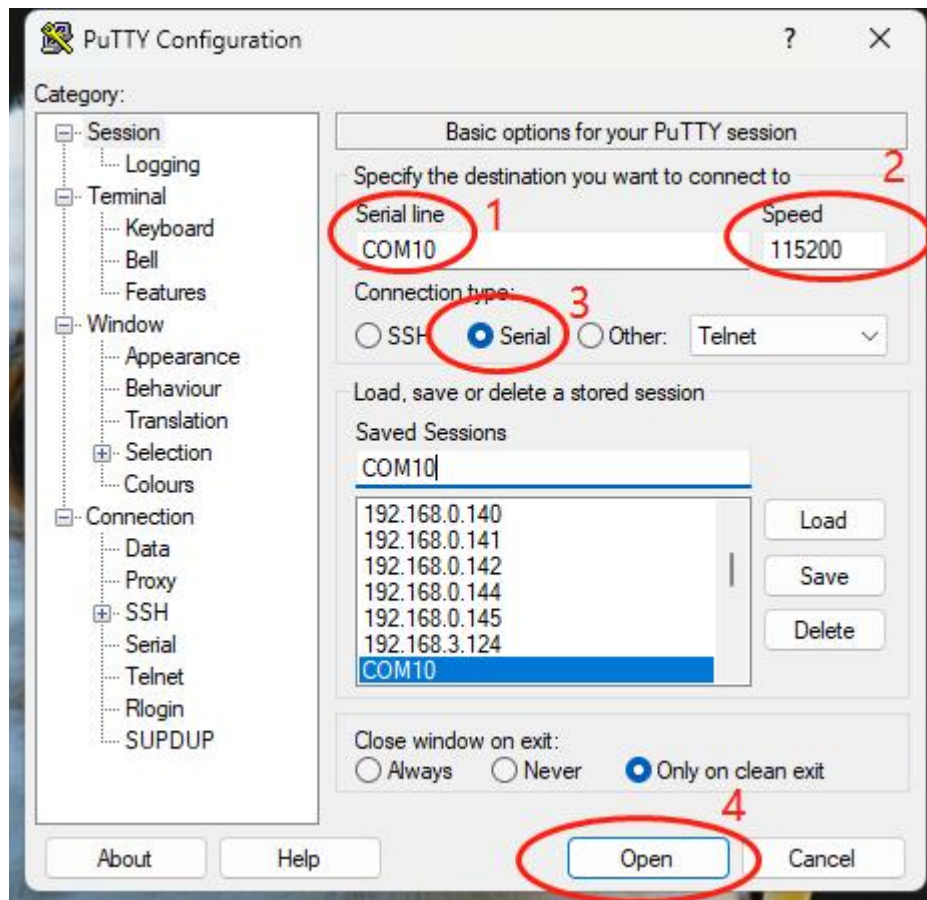 PuTTY Configuration
?
Category:
Session
Logging
Terminal
Keyboard
Bell
Features
Window
Appearance
Behaviour
Translation
Selection
Colours
Connection
Data
Proxy
SSH
Serial
Telnet
Rlogin
SUPDUP
Basic options for your PuTTY session
Specify the destination you want to connect to
2
Serial line
1
Speed
COM10
115200
Connection type:
3
SSH
Serial
Other:
Telnet
Load, save or delete a stored session
Saved Sessions
COM10
192.168.0.140
192.168.0.141
192.168.0.142
192.168.0.144
192.168.0.145
192.168.3.124
COM10
Load
Save
Delete
Close window on exit:
Always
Never
Only on clean exit
4
About
Help
Open
Cancel